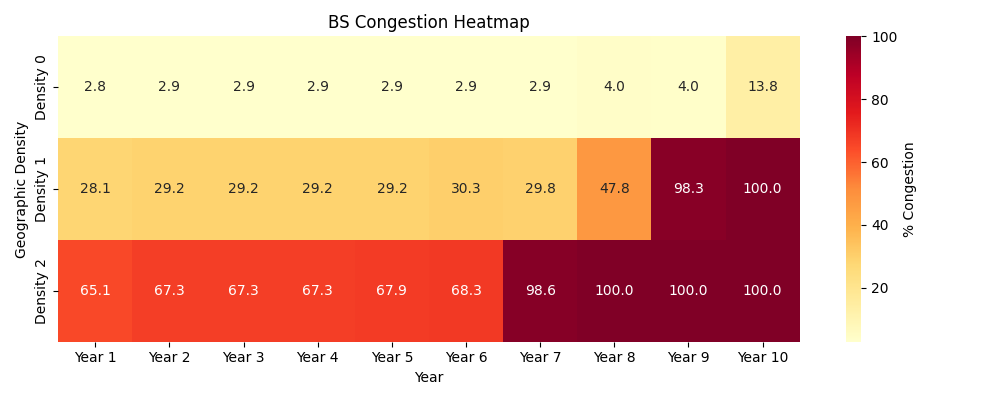 BS Congestion Heatmap
Geographic Density
Density 0
2.8 2.9 2.9 2.9 2.9 2.9 2.9 4.0 4.0 13.8
Density 1
28.1 29.2 29.2 29.2 29.2 30.3 29.8 47.8 98.3 100.0
Density 2
65.1 67.3 67.3 67.3 67.9 68.3 98.6 100.0 100.0 100.0
Year 1 Year 2 Year 3 Year 4 Year 5 Year 6 Year 7 Year 8 Year 9 Year 10
Year
100
80
60
40
20
% Congestion